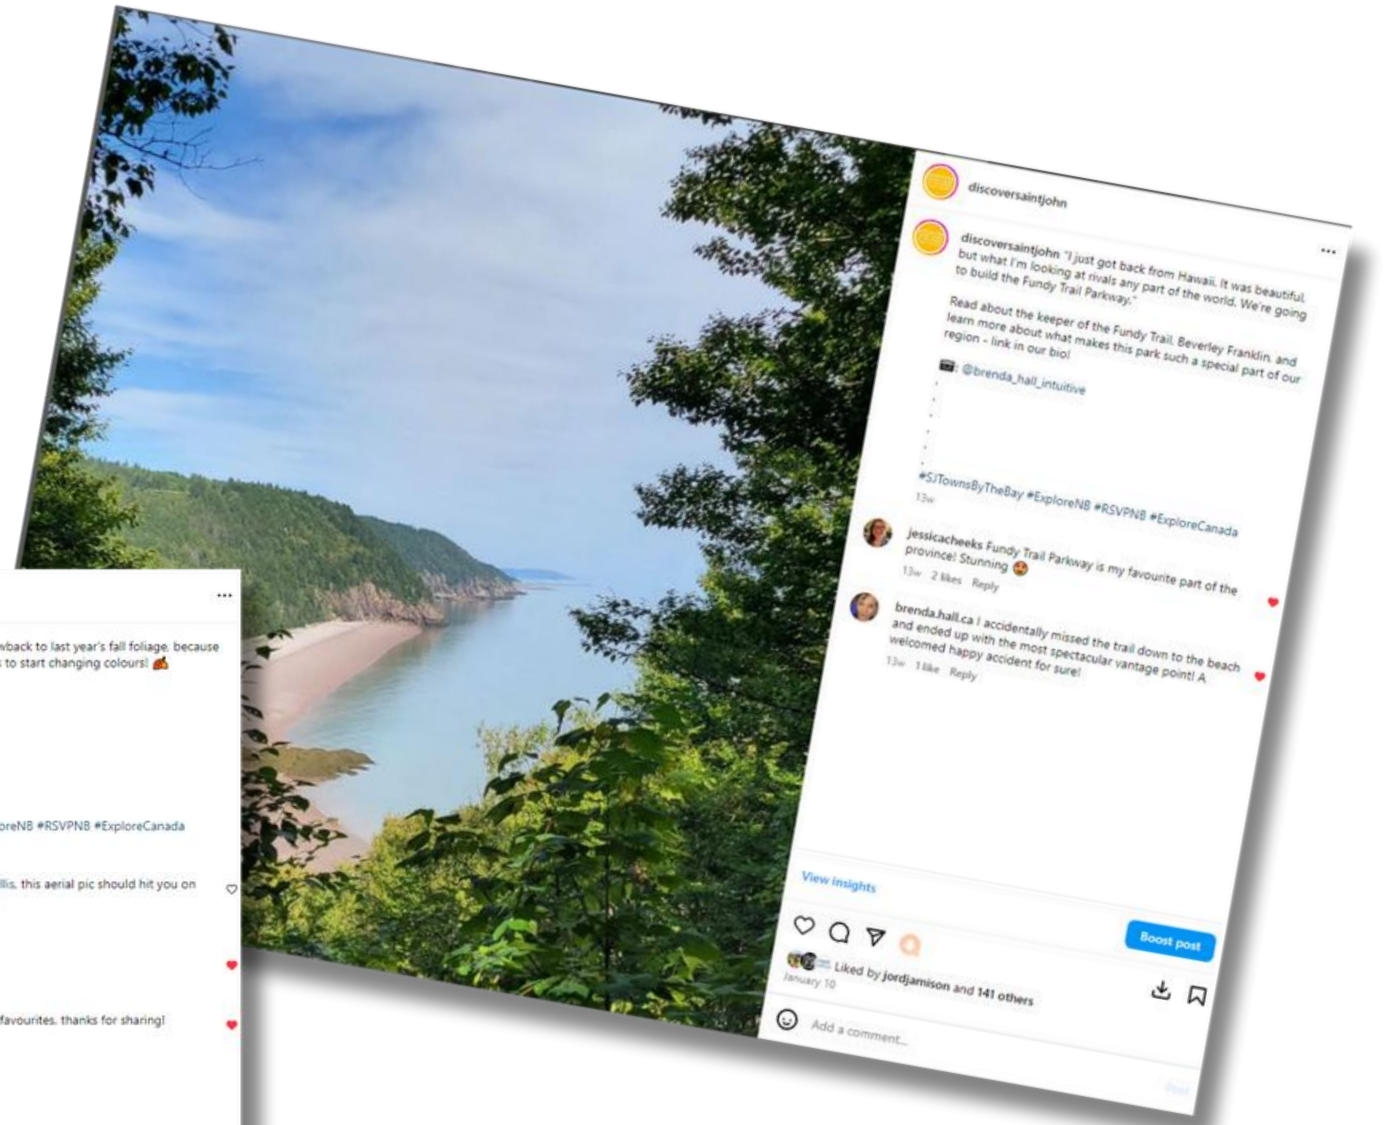 discoversaintjohn
discoversaintjohn "I just got back from Hawaii. It was beautiful,
but what I'm looking at rivals any part of the world. We're going
to build the Fundy Trail Parkway."
Read about the keeper of the Fundy Trail, Beverley Franklin, and
learn more about what makes this park such a special part of our
region - link in our bio!
📷: @brenda_hall_intuitive
.
.
.
.
.
.
#SJTownsByTheBay #ExploreNB #RSVPNB #ExploreCanada
13w
jessicacheeks Fundy Trail Parkway is my favourite part of the
province! Stunning 🤩
13w 2 likes Reply
brenda.hall.ca I accidentally missed the trail down to the beach
and ended up with the most spectacular vantage point! A
welcomed happy accident for sure!
13w 1 like Reply
View insights
Boost post
Liked by jordjamison and 141 others
January 10
Add a comment...
Post
wback to last year's fall foliage, because
s to start changing colours! 🍂
oreNB #RSVPNB #ExploreCanada
llis, this aerial pic should hit you on
favourites, thanks for sharing!